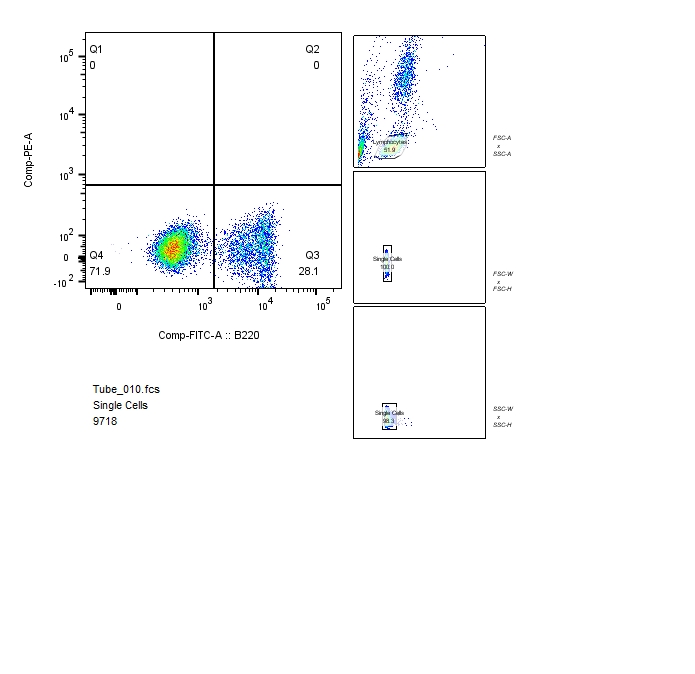 Q1
0
Q2
0
10^5
10^4
10^3
10^2
0
-10^2
Comp-PE-A
Q4
71.9
Q3
28.1
0
10^3
10^4
10^5
Comp-FITC-A :: B220
Tube_010.fcs
Single Cells
9718
Lymphocytes
51.9
FSC-A
x
SSC-A
Single Cells
100.0
FSC-W
x
FSC-H
Single Cells
98.3
SSC-W
x
SSC-H